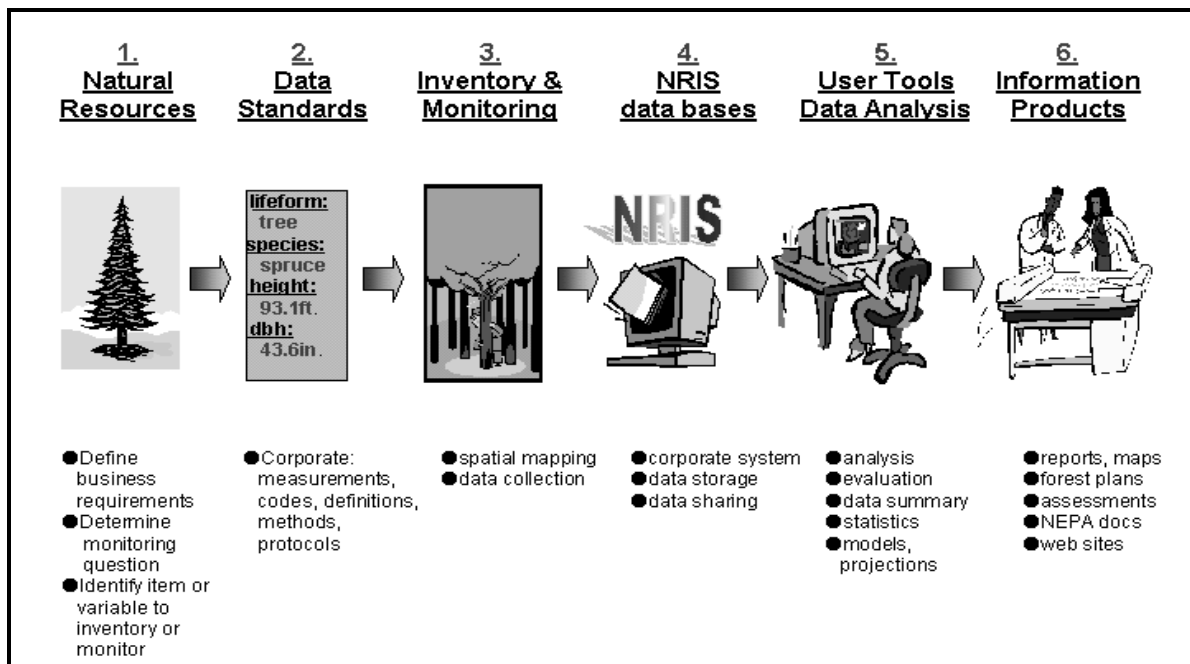 1.
Natural
Resources
2.
Data
Standards
3.
Inventory &
Monitoring
4.
NRIS
data bases
5.
User Tools
Data Analysis
6.
Information
Products
lifeform:
tree
species:
spruce
height:
93.1ft.
dbh:
43.6in.
NRIS
●Define
business
requirements
●Determine
monitoring
question
●Identify item or
variable to
inventory or
monitor
●Corporate:
measurements,
codes, definitions,
methods,
protocols
●spatial mapping
●data collection
●corporate system
●data storage
●data sharing
●analysis
●evaluation
●data summary
●statistics
●models,
projections
●reports, maps
●forest plans
●assessments
●NEPA docs
●web sites